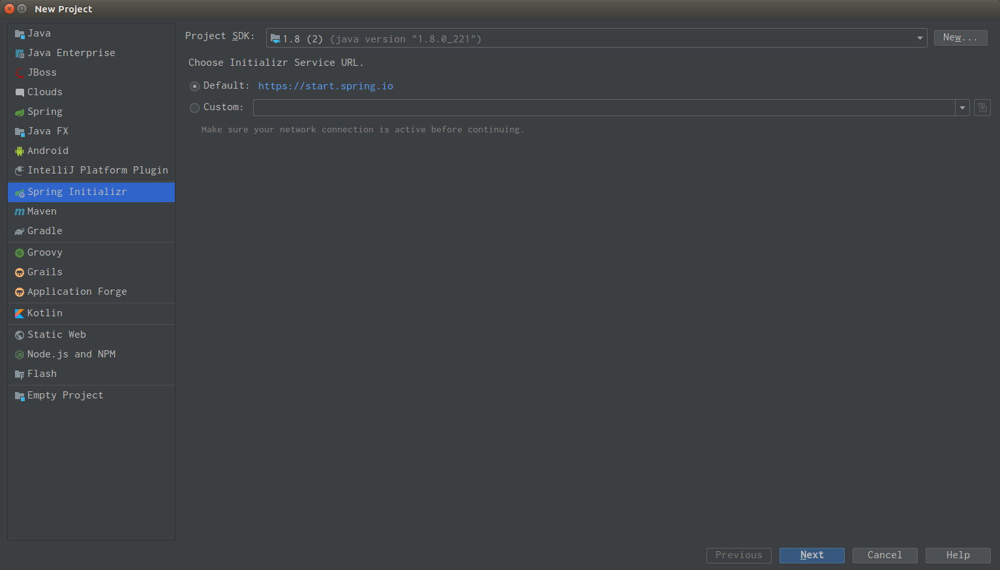 New Project
Java
Java Enterprise
JBoss
Clouds
Spring
Java FX
Android
IntelliJ Platform Plugin
Spring Initializr
Maven
Gradle
Groovy
Grails
Application Forge
Kotlin
Static Web
Node.js and NPM
Flash
Empty Project
Project SDK: 1.8 (2) (java version "1.8.0_221") New...
Choose Initializr Service URL.
Default: https://start.spring.io
Custom:
Make sure your network connection is active before continuing.
Previous Next Cancel Help